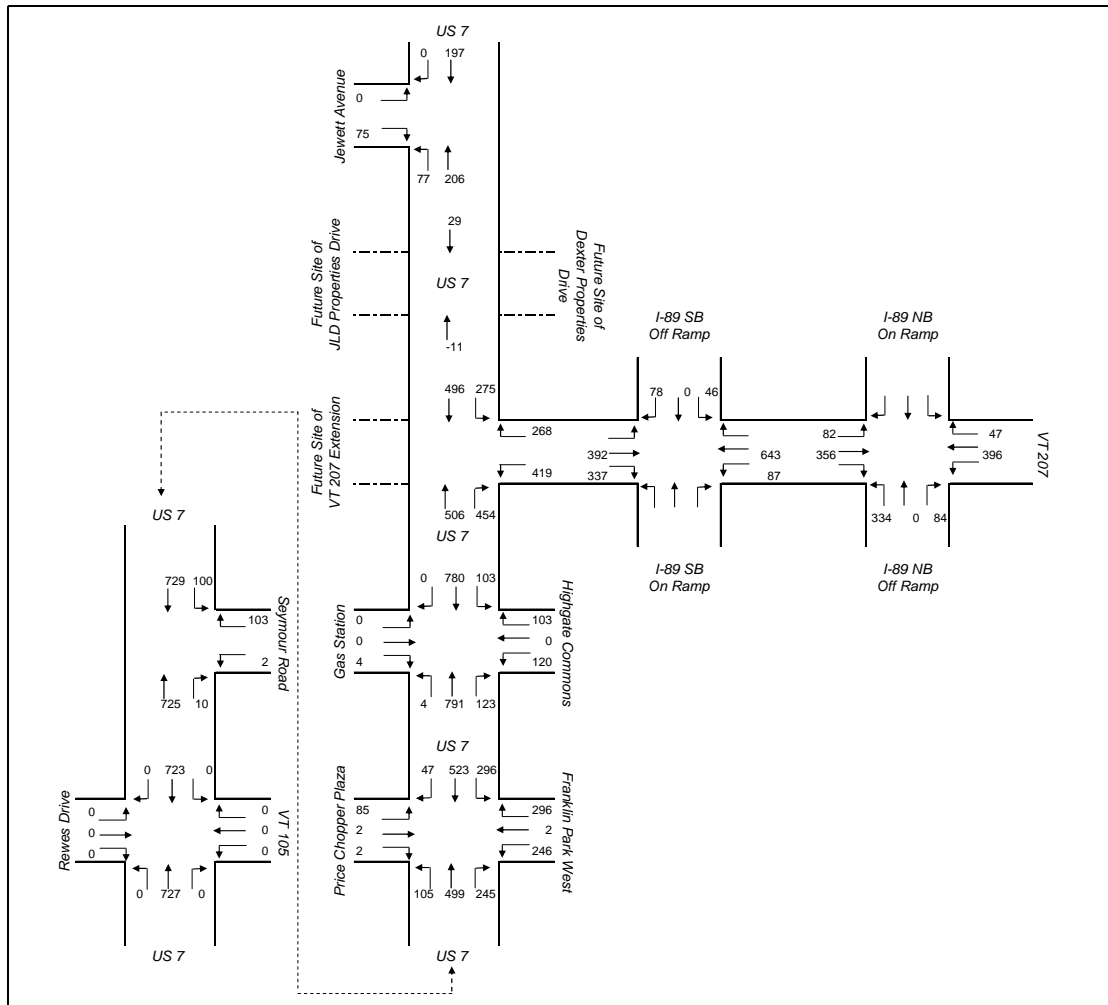 US 7
0 197
Jewett Avenue
0
75
77 206
29
Future Site of
JLD Properties Drive
US 7
Future Site of
Dexter Properties
Drive
-11
I-89 SB
Off Ramp
I-89 NB
On Ramp
496 275
78 0 46
Future Site of
VT 207 Extension
268
392
337
419
643
87
82
356
47
396
VT 207
506 454
334 0 84
US 7
I-89 SB
On Ramp
I-89 NB
Off Ramp
US 7
729 100
Seymour Road
103
2
725 10
0 780 103
Gas Station
0
0
4
103
0
120
Highgate Commons
4 791 123
US 7
0 723 0
Rewes Drive
0
0
0
0
0
0
VT 105
0 727 0
US 7
47 523 296
Price Chopper Plaza
85
2
2
296
2
246
Franklin Park West
105 499 245
US 7